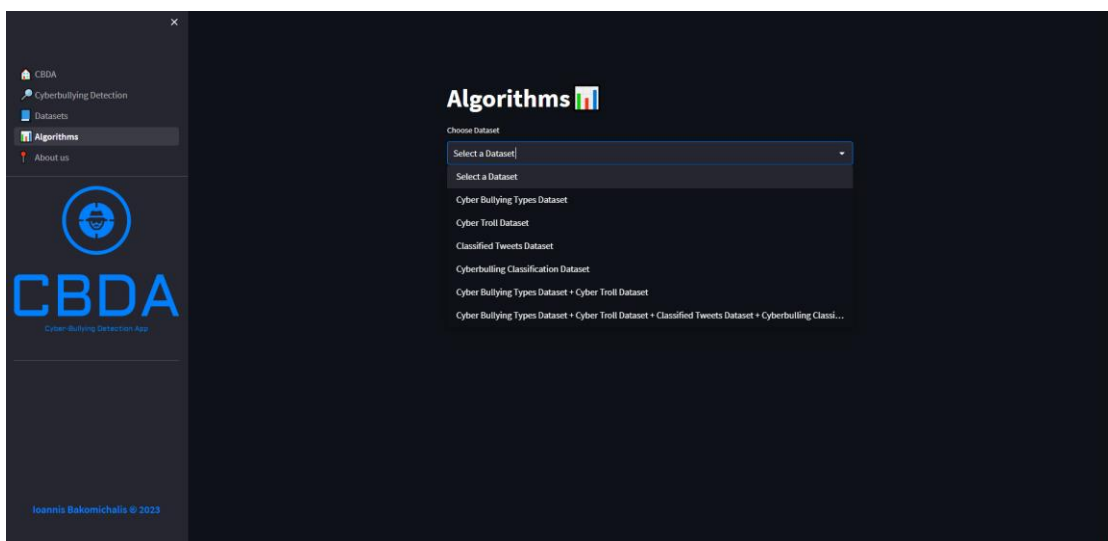 ×
CBDA
Cyberbullying Detection
Datasets
Algorithms
About us
CBDA
Cyber-Bullying Detection App
Ioannis Bakomichalis © 2023
Algorithms
Choose Dataset
Select a Dataset
Select a Dataset
Cyber Bullying Types Dataset
Cyber Troll Dataset
Classified Tweets Dataset
Cyberbulling Classification Dataset
Cyber Bullying Types Dataset + Cyber Troll Dataset
Cyber Bullying Types Dataset + Cyber Troll Dataset + Classified Tweets Dataset + Cyberbulling Classi...